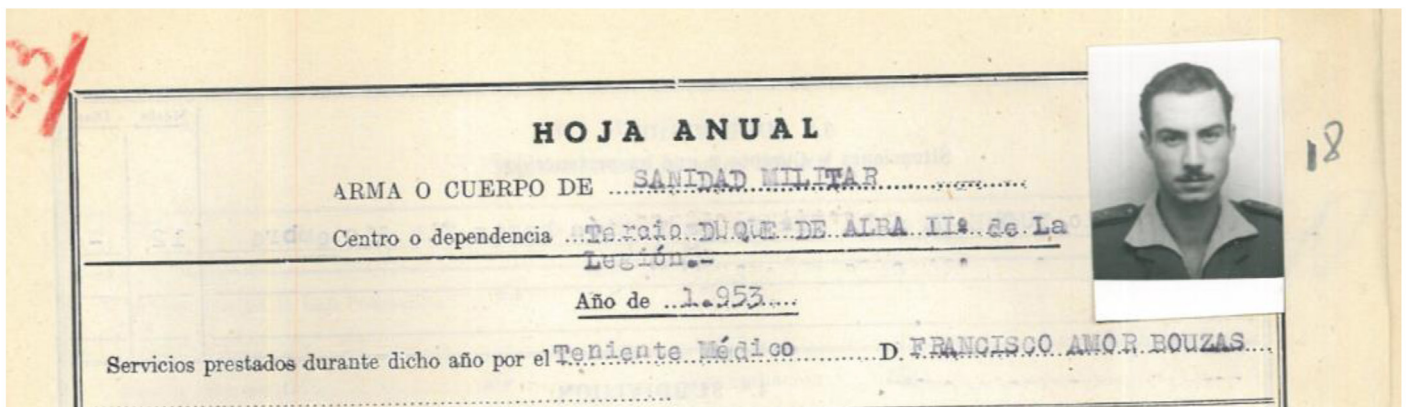 HOJA ANUAL
18
ARMA O CUERPO DE SANIDAD MILITAR
Centro o dependencia Tercio DUQUE DE ALBA IIº de La
Legión.-
Año de 1.953
Servicios prestados durante dicho año por el Teniente Médico D. FRANCISCO AMOR BOUZAS